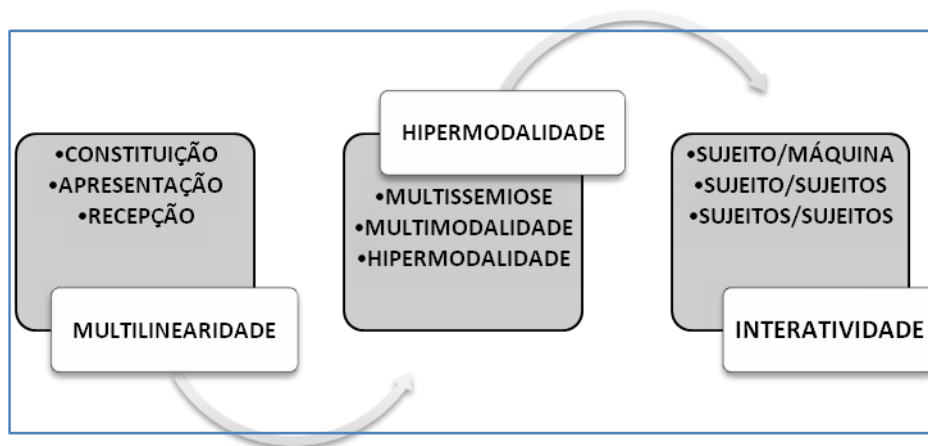 •CONSTITUIÇÃO
•APRESENTAÇÃO
•RECEPÇÃO
MULTILINEARIDADE
HIPERMODALIDADE
•MULTISSEMIOSE
•MULTIMODALIDADE
•HIPERMODALIDADE
•SUJEITO/MÁQUINA
•SUJEITO/SUJEITOS
•SUJEITOS/SUJEITOS
INTERATIVIDADE